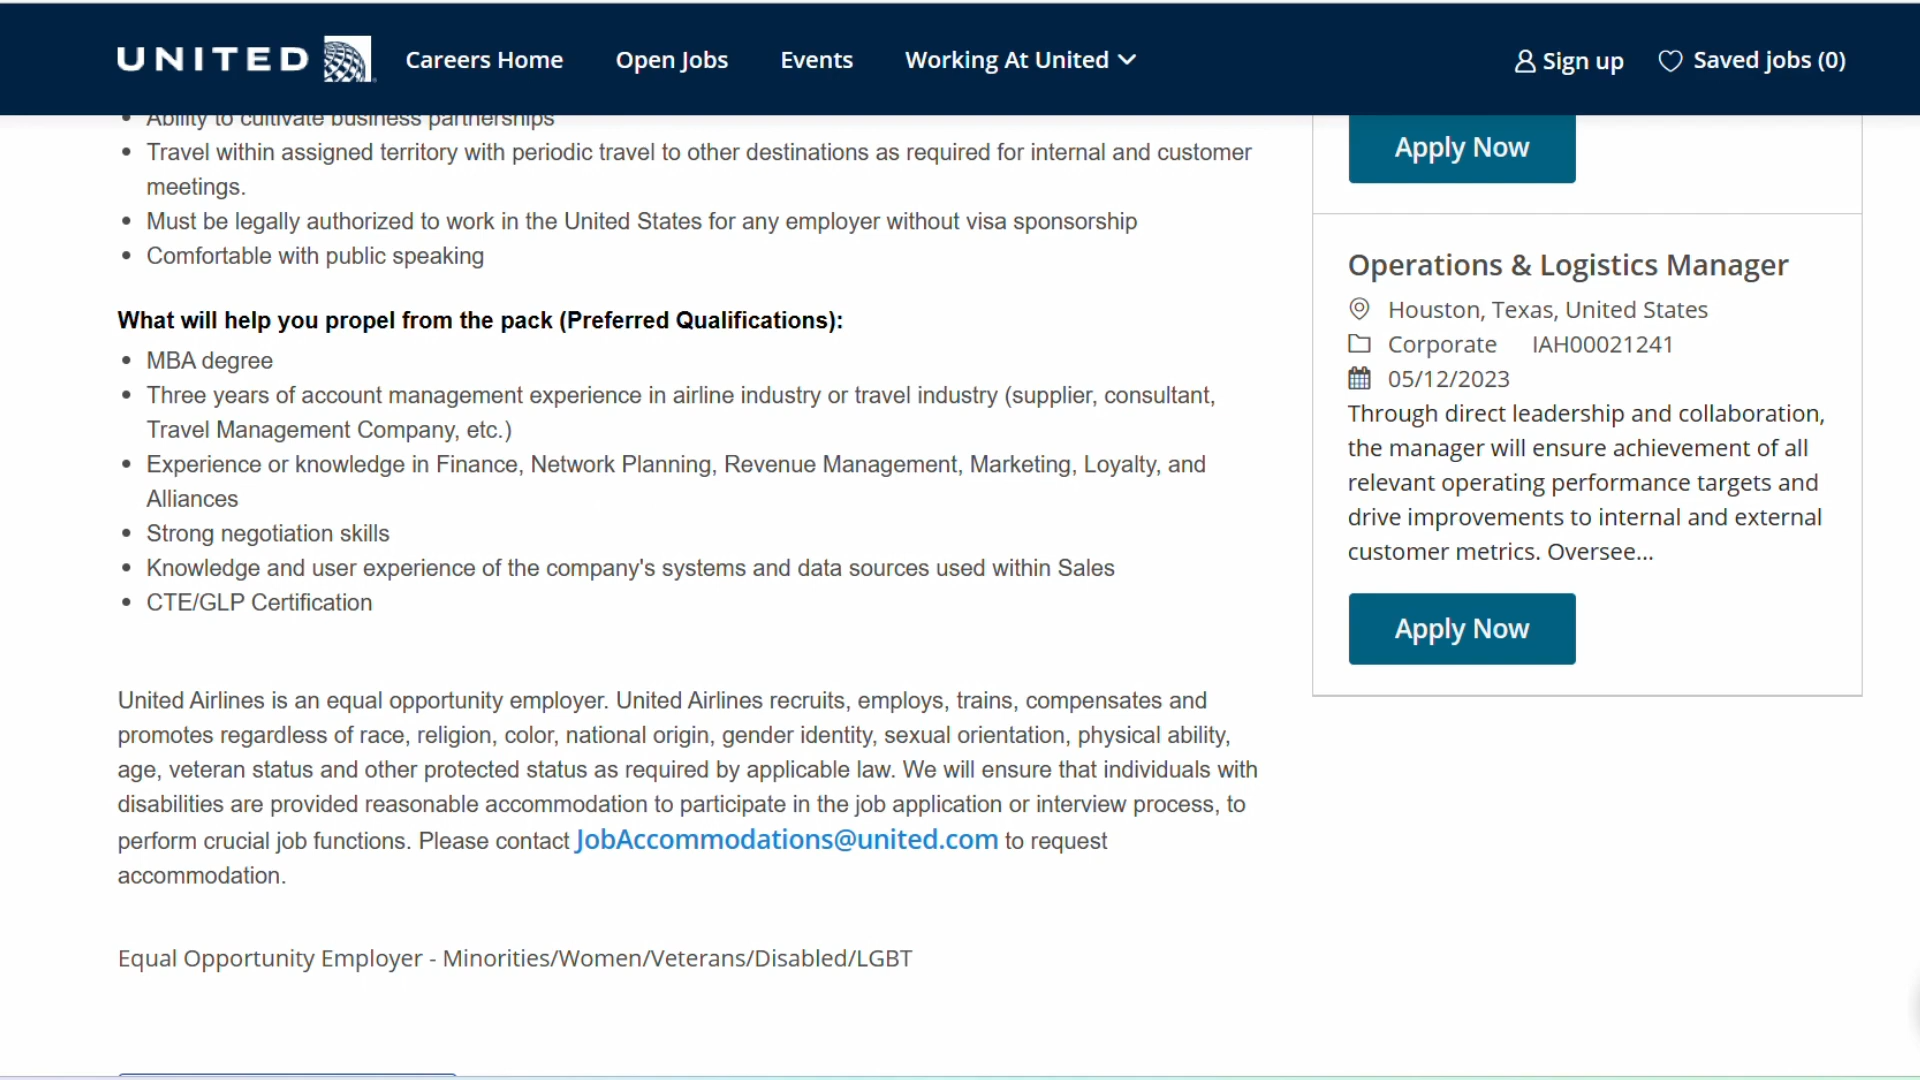 UNITED
Careers Home
Open Jobs
Events
Working At United
Sign up
Saved jobs (0)
Ability to cultivate business partnerships
Travel within assigned territory with periodic travel to other destinations as required for internal and customer
meetings.
Must be legally authorized to work in the United States for any employer without visa sponsorship
Comfortable with public speaking
What will help you propel from the pack (Preferred Qualifications):
MBA degree
Three years of account management experience in airline industry or travel industry (supplier, consultant,
Travel Management Company, etc.)
Experience or knowledge in Finance, Network Planning, Revenue Management, Marketing, Loyalty, and
Alliances
Strong negotiation skills
Knowledge and user experience of the company's systems and data sources used within Sales
CTE/GLP Certification
United Airlines is an equal opportunity employer. United Airlines recruits, employs, trains, compensates and
promotes regardless of race, religion, color, national origin, gender identity, sexual orientation, physical ability,
age, veteran status and other protected status as required by applicable law. We will ensure that individuals with
disabilities are provided reasonable accommodation to participate in the job application or interview process, to
perform crucial job functions. Please contact JobAccommodations@united.com to request
accommodation.
Equal Opportunity Employer - Minorities/Women/Veterans/Disabled/LGBT
Apply Now
Operations & Logistics Manager
Houston, Texas, United States
Corporate IAH00021241
05/12/2023
Through direct leadership and collaboration,
the manager will ensure achievement of all
relevant operating performance targets and
drive improvements to internal and external
customer metrics. Oversee...
Apply Now